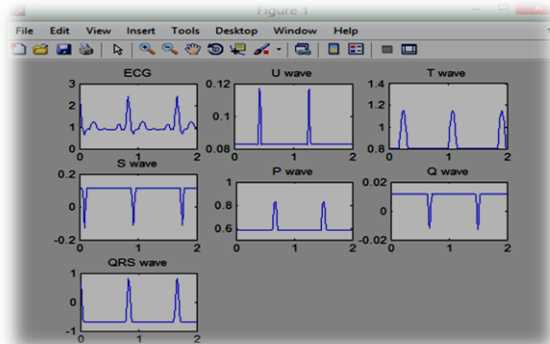 Figure 1
File Edit View Insert Tools Desktop Window Help
ECG
3
2
1
0
0 1 2
U wave
0.12
0.1
0.08
0 1 2
T wave
1.4
1.2
1
0.8
0 1 2
S wave
0.2
0
-0.2
0 1 2
P wave
1
0.8
0.6
0 1 2
Q wave
0.02
0
-0.02
0 1 2
QRS wave
1
0
-1
0 1 2